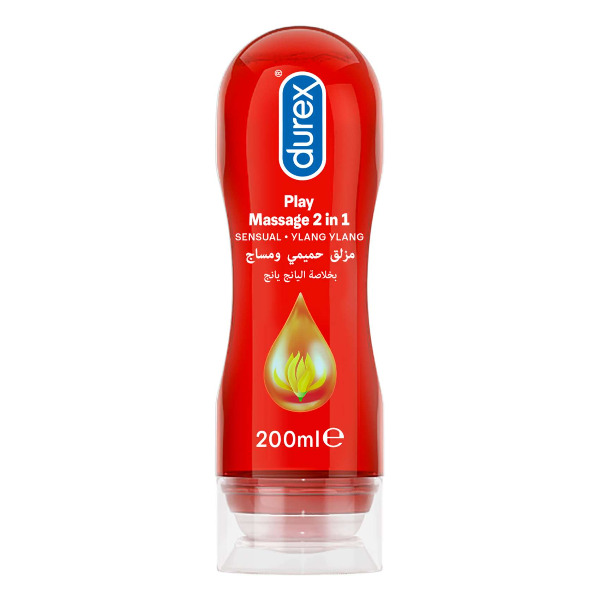 ®
durex
Play
Massage 2 in 1
SENSUAL • YLANG YLANG
مزلق حميمي ومساج
بخلاصة اليانج يانج
200ml℮